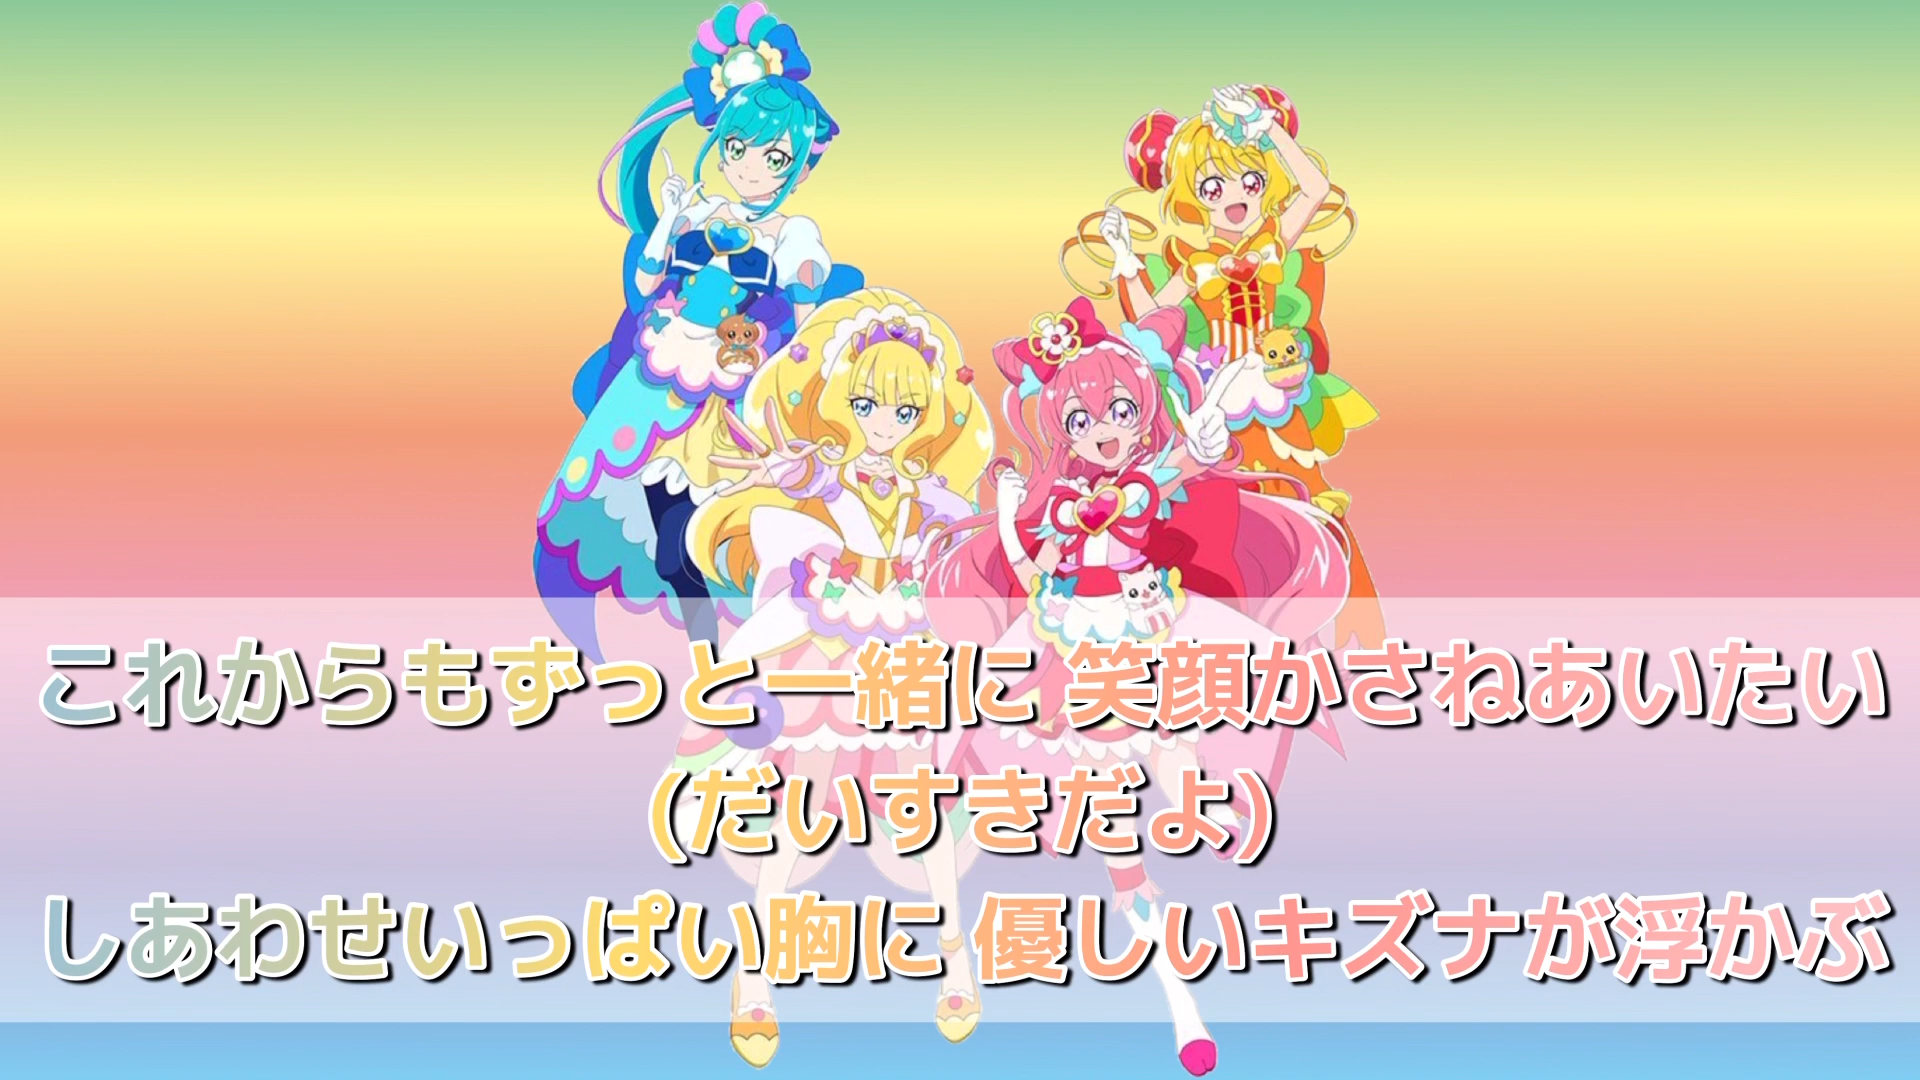 これからもずっと一緒に 笑顔かさねあいたい
(だいすきだよ)
しあわせいっぱい胸に 優しいキズナが浮かぶ